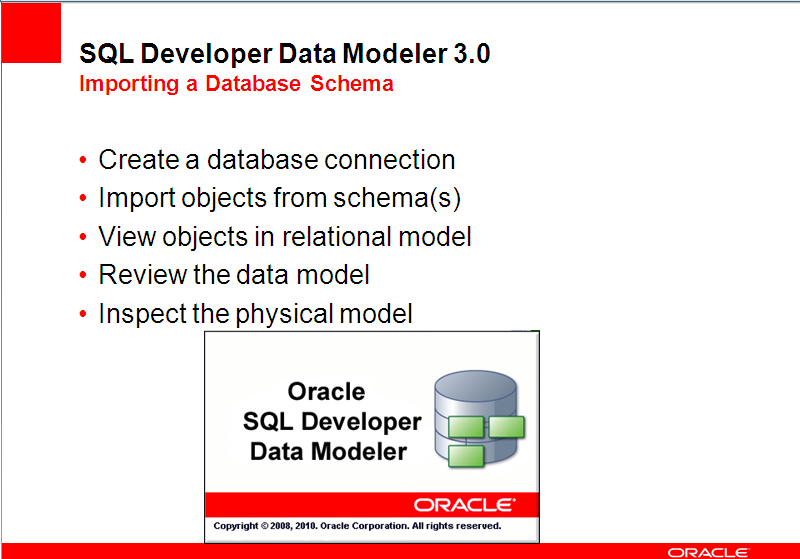 SQL Developer Data Modeler 3.0
Importing a Database Schema
• Create a database connection
• Import objects from schema(s)
• View objects in relational model
• Review the data model
• Inspect the physical model
Oracle
SQL Developer
Data Modeler
ORACLE®
Copyright © 2008, 2010. Oracle Corporation. All rights reserved.
ORACLE®